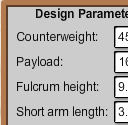 Design Paramete
Counterweight: 45
Payload: 16
Fulcrum height: 9.
Short arm length: 3.